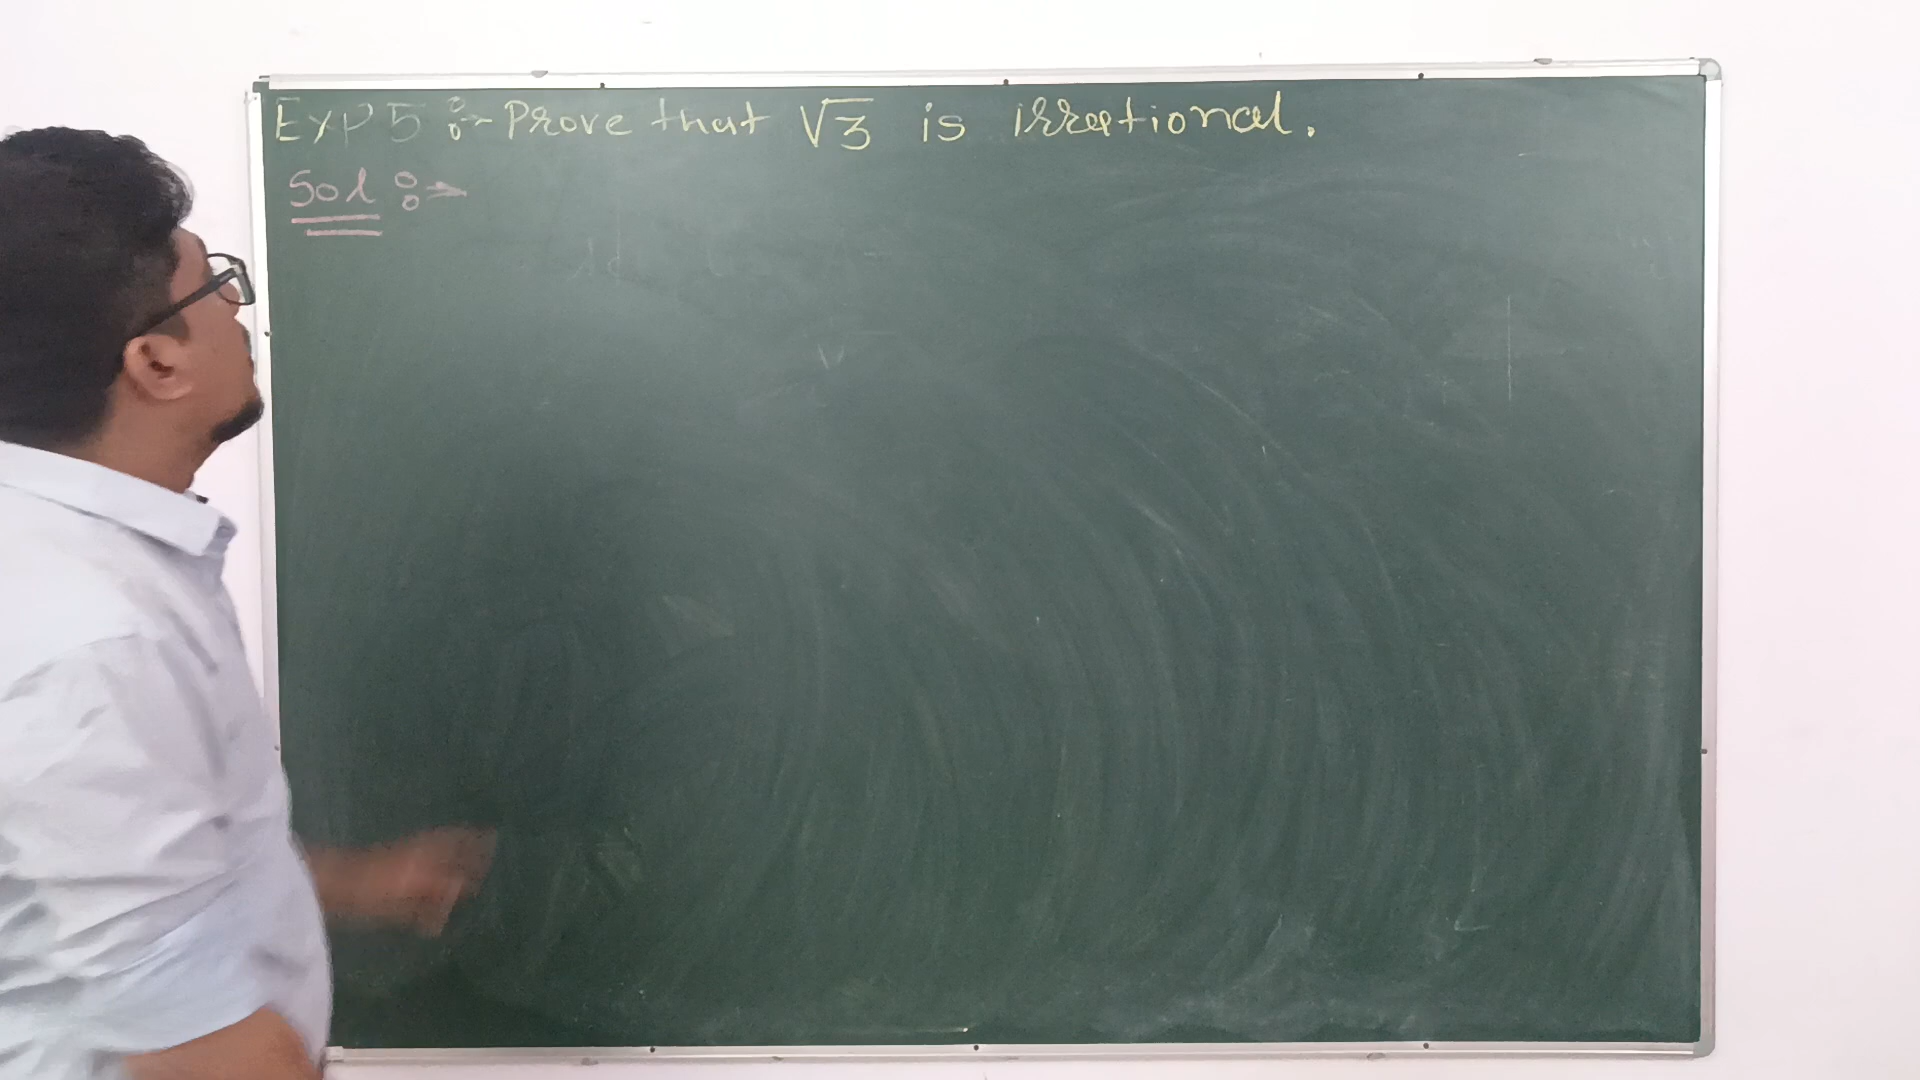 Exp 5 :- Prove that √3 is irrational.
Sol :→